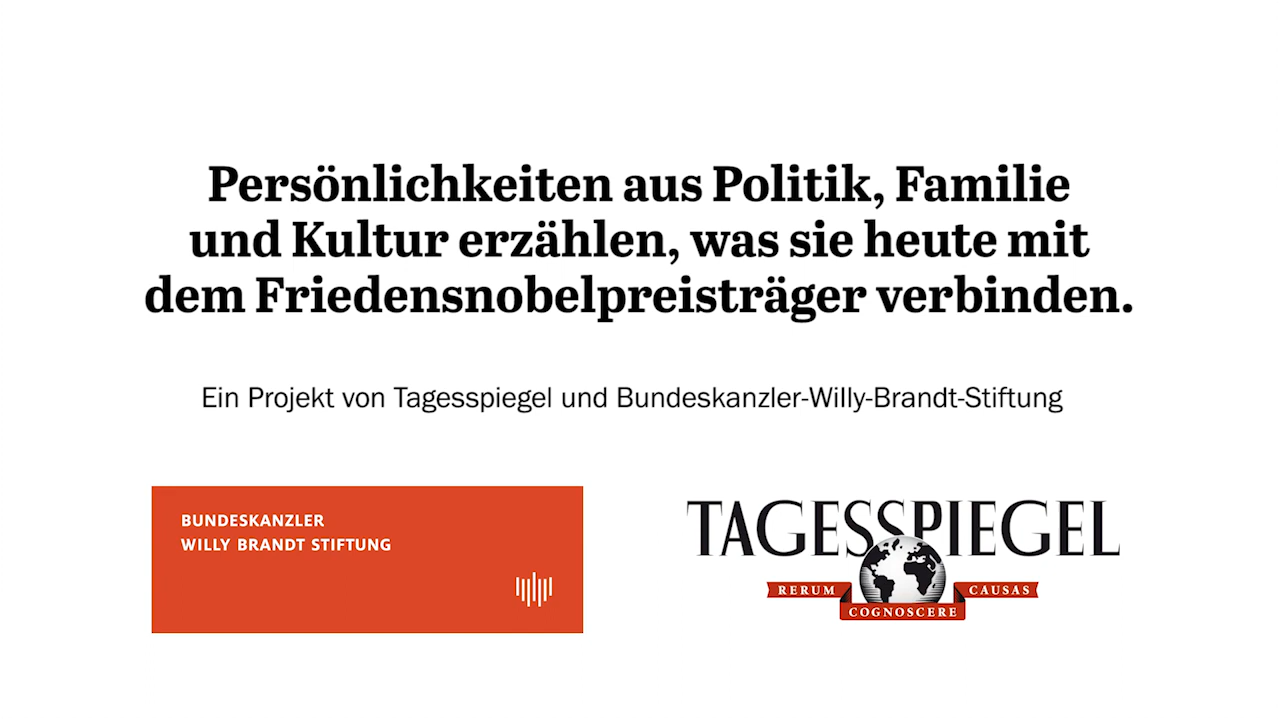 Persönlichkeiten aus Politik, Familie
und Kultur erzählen, was sie heute mit
dem Friedensnobelpreisträger verbinden.
Ein Projekt von Tagesspiegel und Bundeskanzler-Willy-Brandt-Stiftung
BUNDESKANZLER
WILLY BRANDT STIFTUNG
TAGESSPIEGEL
RERUM COGNOSCERE CAUSAS